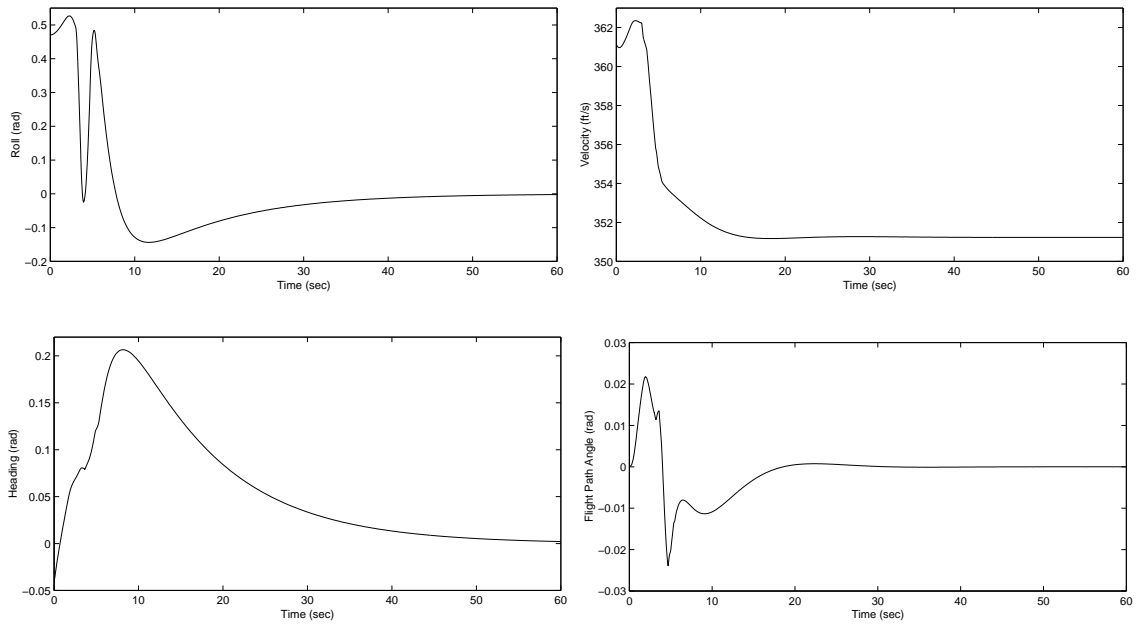 0.5
0.4
0.3
0.2
0.1
0
−0.1
−0.2
Roll (rad)
0 10 20 30 40 50 60
Time (sec)
362
360
358
356
354
352
350
Velocity (ft/s)
0 10 20 30 40 50 60
Time (sec)
0.2
0.15
0.1
0.05
0
−0.05
Heading (rad)
0 10 20 30 40 50 60
Time (sec)
0.03
0.02
0.01
0
−0.01
−0.02
−0.03
Flight Path Angle (rad)
0 10 20 30 40 50 60
Time (sec)